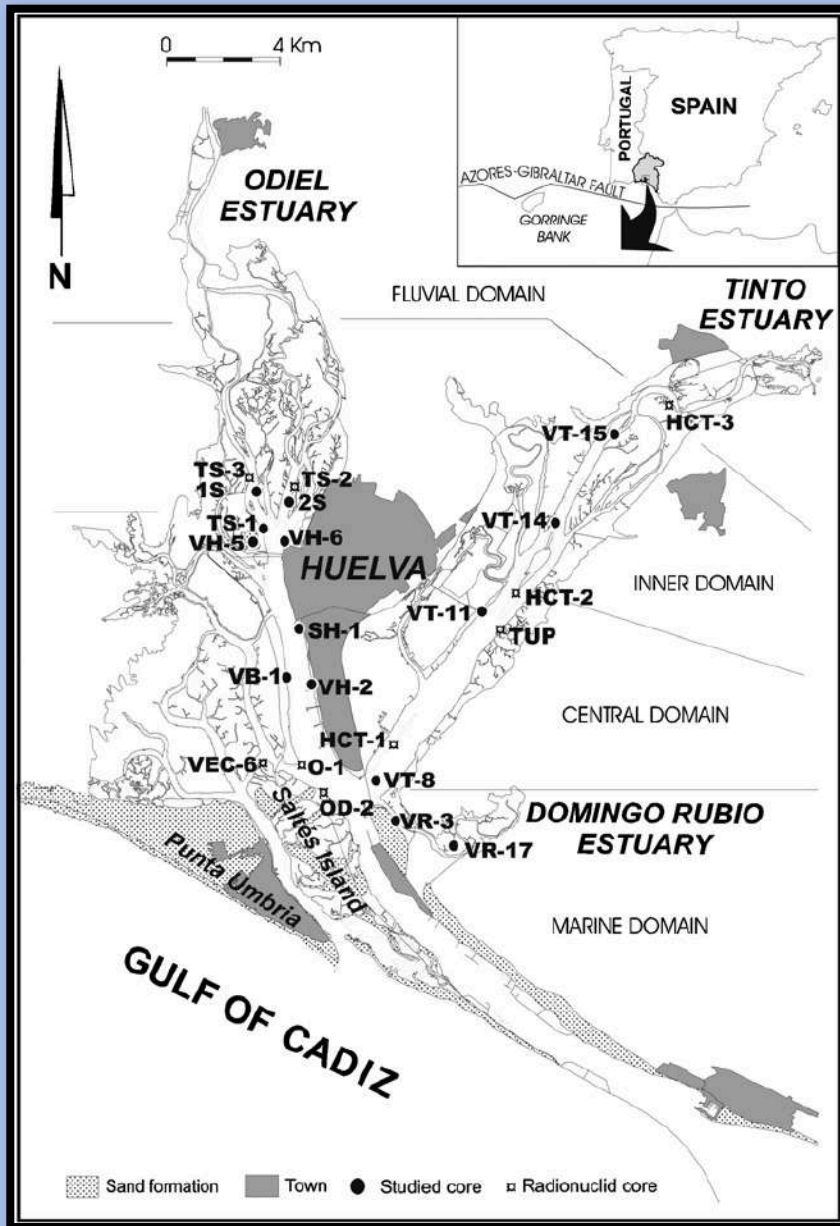 0 4 Km
N
PORTUGAL
SPAIN
AZORES-GIBRALTAR FAULT
GORRINGE
BANK
ODIEL
ESTUARY
FLUVIAL DOMAIN
TINTO
ESTUARY
HCT-3
VT-15
TS-3
TS-2
1S
2S
TS-1
VT-14
VH-5
VH-6
HUELVA
INNER DOMAIN
HCT-2
VT-11
SH-1
TUP
VB-1
VH-2
CENTRAL DOMAIN
HCT-1
VEC-6
O-1
VT-8
OD-2
VR-3
DOMINGO RUBIO
ESTUARY
Saltés Island
VR-17
Punta Umbria
MARINE DOMAIN
GULF OF CADIZ
Sand formation Town Studied core Radionuclid core